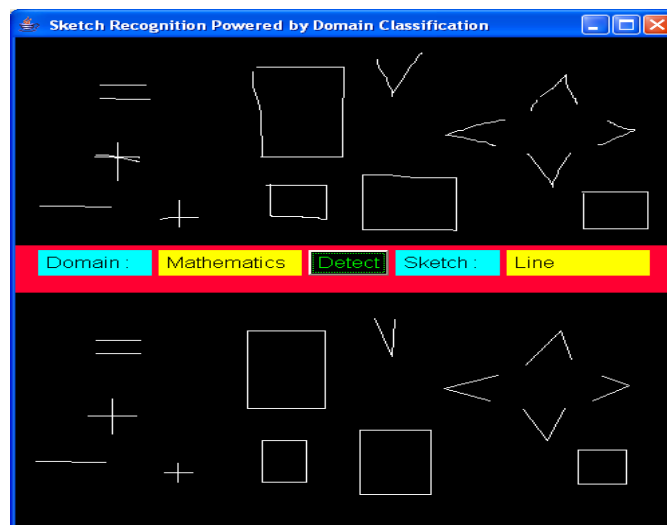 Sketch Recognition Powered by Domain Classification
Domain : Mathematics Detect Sketch : Line